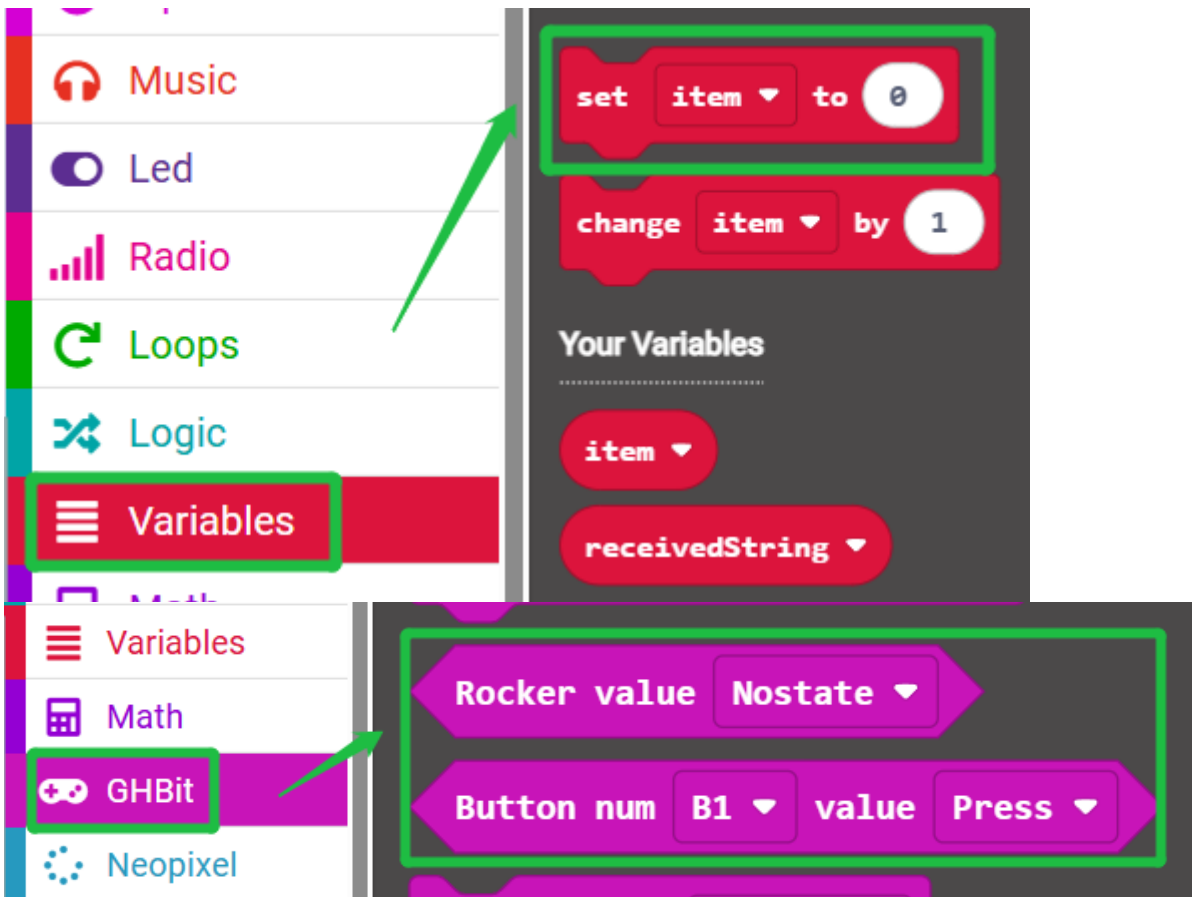 Music
Led
Radio
Loops
Logic
Variables
set item to 0
change item by 1
Your Variables
item
receivedString
Variables
Math
GHBit
Neopixel
Rocker value Nostate
Button num B1 value Press